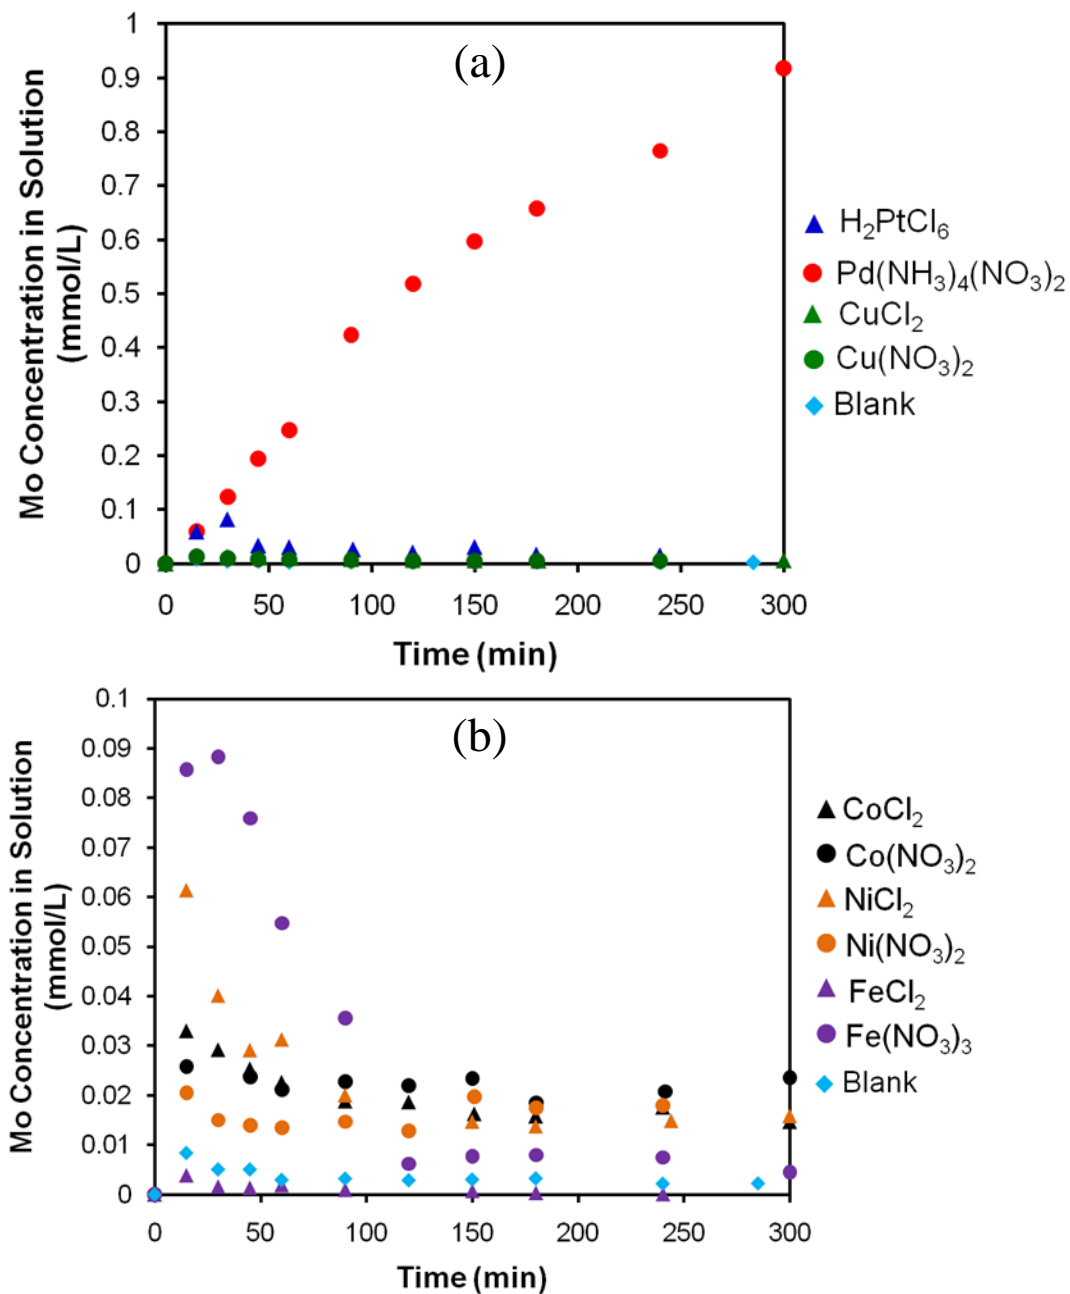 (a)
Mo Concentration in Solution
(mmol/L)
1
0.9
0.8
0.7
0.6
0.5
0.4
0.3
0.2
0.1
0
0 50 100 150 200 250 300
Time (min)
H₂PtCl₆
Pd(NH₃)₄(NO₃)₂
CuCl₂
Cu(NO₃)₂
Blank
(b)
Mo Concentration in Solution
(mmol/L)
0.1
0.09
0.08
0.07
0.06
0.05
0.04
0.03
0.02
0.01
0
0 50 100 150 200 250 300
Time (min)
CoCl₂
Co(NO₃)₂
NiCl₂
Ni(NO₃)₂
FeCl₂
Fe(NO₃)₃
Blank